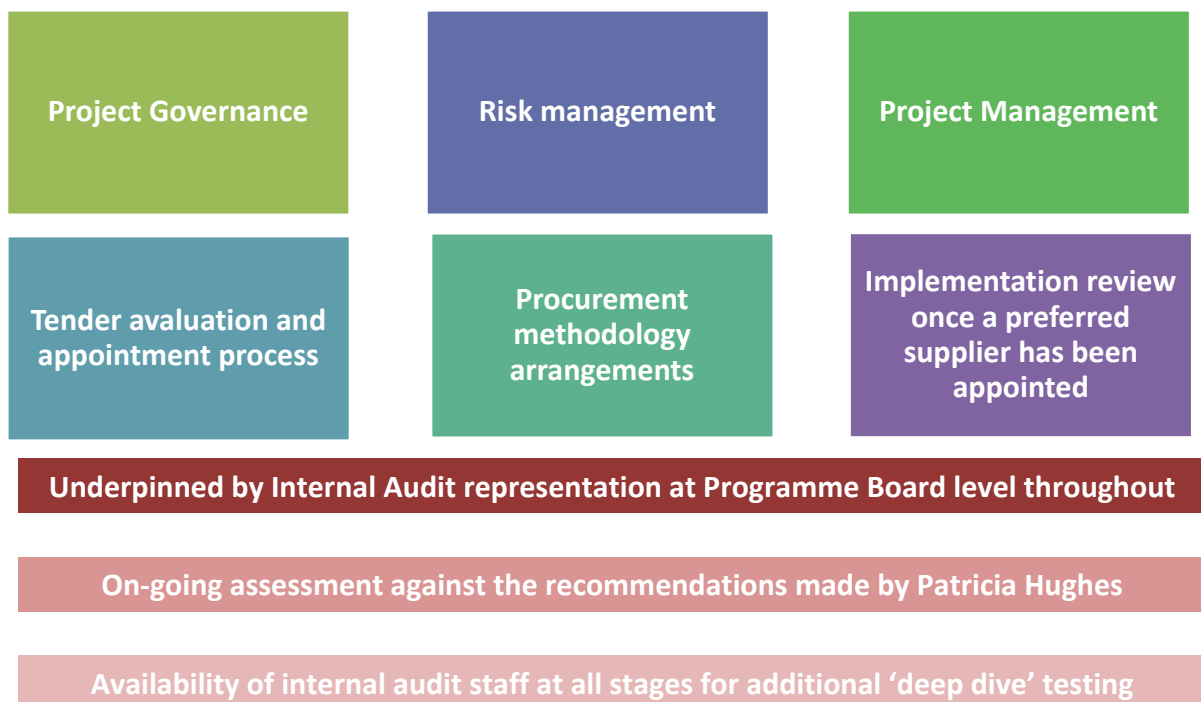 Project Governance
Risk management
Project Management
Tender avaluation and
appointment process
Procurement
methodology
arrangements
Implementation review
once a preferred
supplier has been
appointed
Underpinned by Internal Audit representation at Programme Board level throughout
On-going assessment against the recommendations made by Patricia Hughes
Availability of internal audit staff at all stages for additional ‘deep dive’ testing